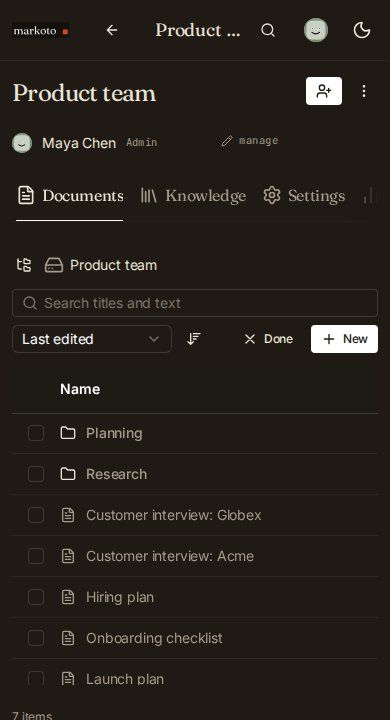 markoto
Product ...
Product team
Maya Chen Admin
manage
Documents Knowledge Settings
Product team
Search titles and text
Last edited Done New
Name
Planning
Research
Customer interview: Globex
Customer interview: Acme
Hiring plan
Onboarding checklist
Launch plan
7 items